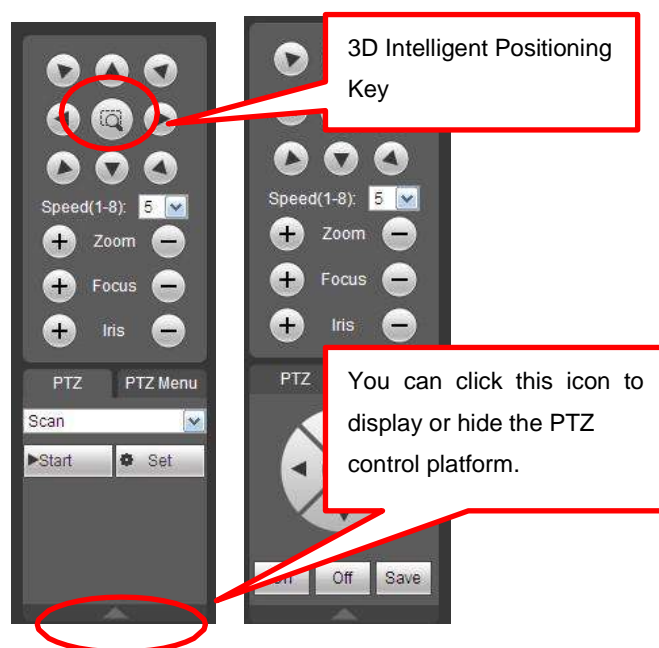 3D Intelligent Positioning
Key
Speed(1-8): 5
Zoom
Focus
Iris
PTZ PTZ Menu
Scan
Start Set
Speed(1-8): 5
Zoom
Focus
Iris
PTZ
You can click this icon to
display or hide the PTZ
control platform.
Off Save